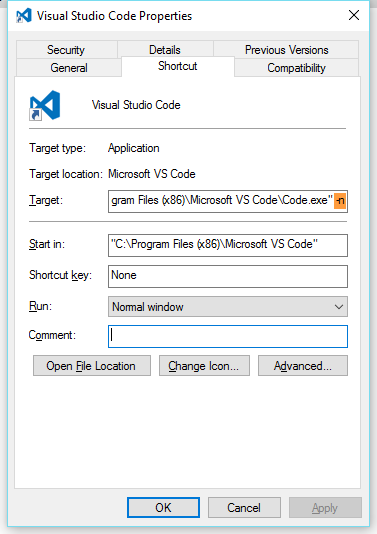 Visual Studio Code Properties
Security Details Previous Versions
General Shortcut Compatibility
Visual Studio Code
Target type: Application
Target location: Microsoft VS Code
Target: gram Files (x86)\Microsoft VS Code\Code.exe" -n
Start in: "C:\Program Files (x86)\Microsoft VS Code"
Shortcut key: None
Run: Normal window
Comment:
Open File Location Change Icon... Advanced...
OK Cancel Apply